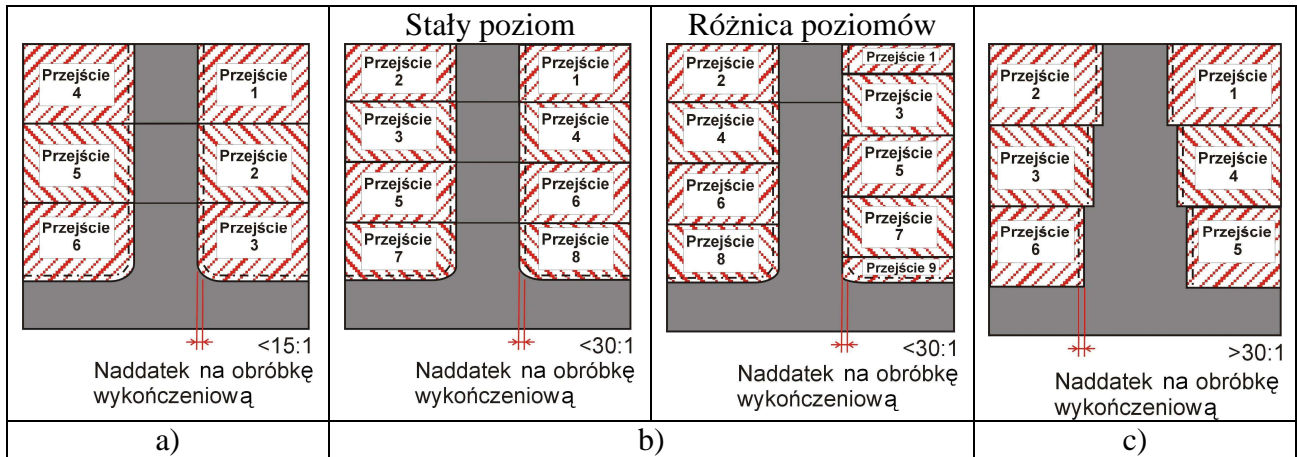 Stały poziom
Różnica poziomów
Przejście
4
Przejście
1
Przejście
5
Przejście
2
Przejście
6
Przejście
3
<15:1
Naddatek na obróbkę
wykończeniową
Przejście
2
Przejście
1
Przejście
3
Przejście
4
Przejście
5
Przejście
6
Przejście
7
Przejście
8
<30:1
Naddatek na obróbkę
wykończeniową
Przejście
2
Przejście 1
Przejście
3
Przejście
4
Przejście
5
Przejście
6
Przejście
7
Przejście
8
Przejście 9
<30:1
Naddatek na obróbkę
wykończeniową
Przejście
2
Przejście
1
Przejście
3
Przejście
4
Przejście
6
Przejście
5
>30:1
Naddatek na obróbkę
wykończeniową
a)
b)
c)